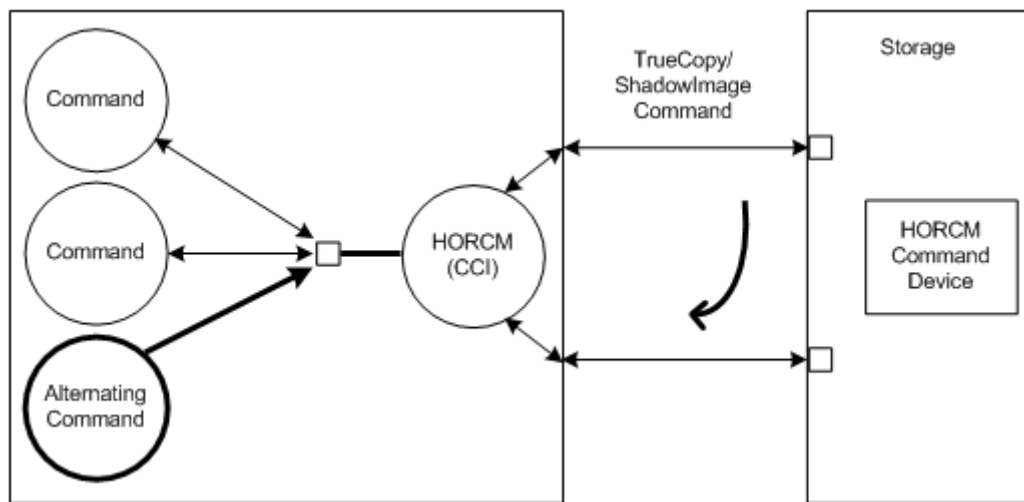 Command
Command
Alternating
Command
HORCM
(CCI)
TrueCopy/
ShadowImage
Command
Storage
HORCM
Command
Device